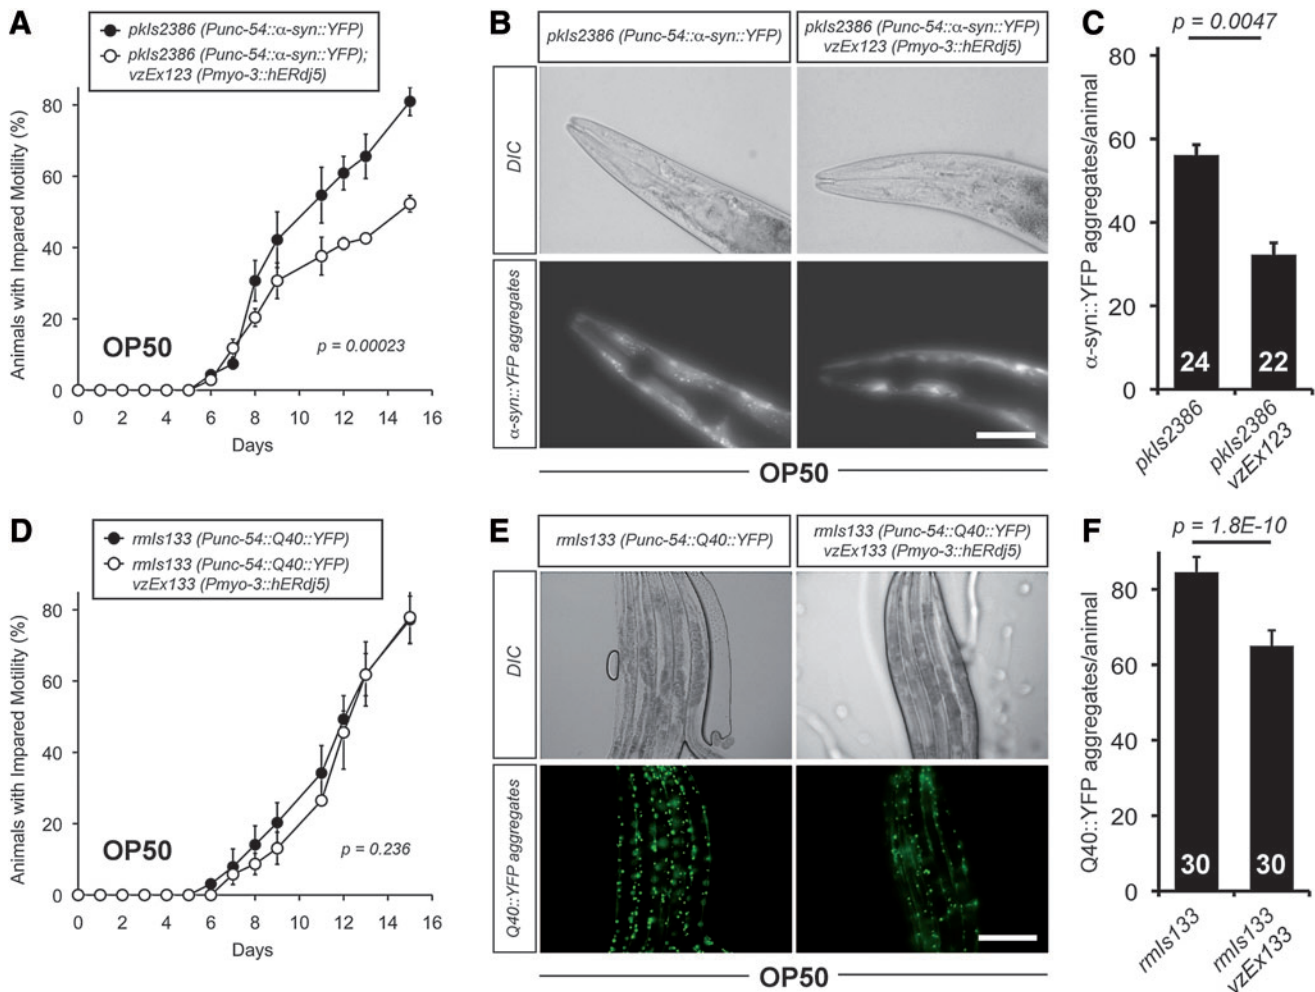 A
pkIs2386 (Punc-54::α-syn::YFP)
pkIs2386 (Punc-54::α-syn::YFP);
vzEx123 (Pmyo-3::hERdj5)
Animals with Impared Motility (%)
80
60
40
20
0
OP50
p = 0.00023
0 2 4 6 8 10 12 14 16
Days
B
pkIs2386 (Punc-54::α-syn::YFP)
pkIs2386 (Punc-54::α-syn::YFP)
vzEx123 (Pmyo-3::hERdj5)
DIC
α-syn::YFP aggregates
OP50
C
p = 0.0047
α-syn::YFP aggregates/animal
80
60
40
20
0
24
22
pkIs2386
pkIs2386
vzEx123
D
rmIs133 (Punc-54::Q40::YFP)
rmIs133 (Punc-54::Q40::YFP)
vzEx133 (Pmyo-3::hERdj5)
Animals with Impared Motility (%)
80
60
40
20
0
OP50
p = 0.236
0 2 4 6 8 10 12 14 16
Days
E
rmIs133 (Punc-54::Q40::YFP)
rmIs133 (Punc-54::Q40::YFP)
vzEx133 (Pmyo-3::hERdj5)
DIC
Q40::YFP aggregates
OP50
F
p = 1.8E-10
Q40::YFP aggregates/animal
80
60
40
20
0
30
30
rmIs133
rmIs133
vzEx133